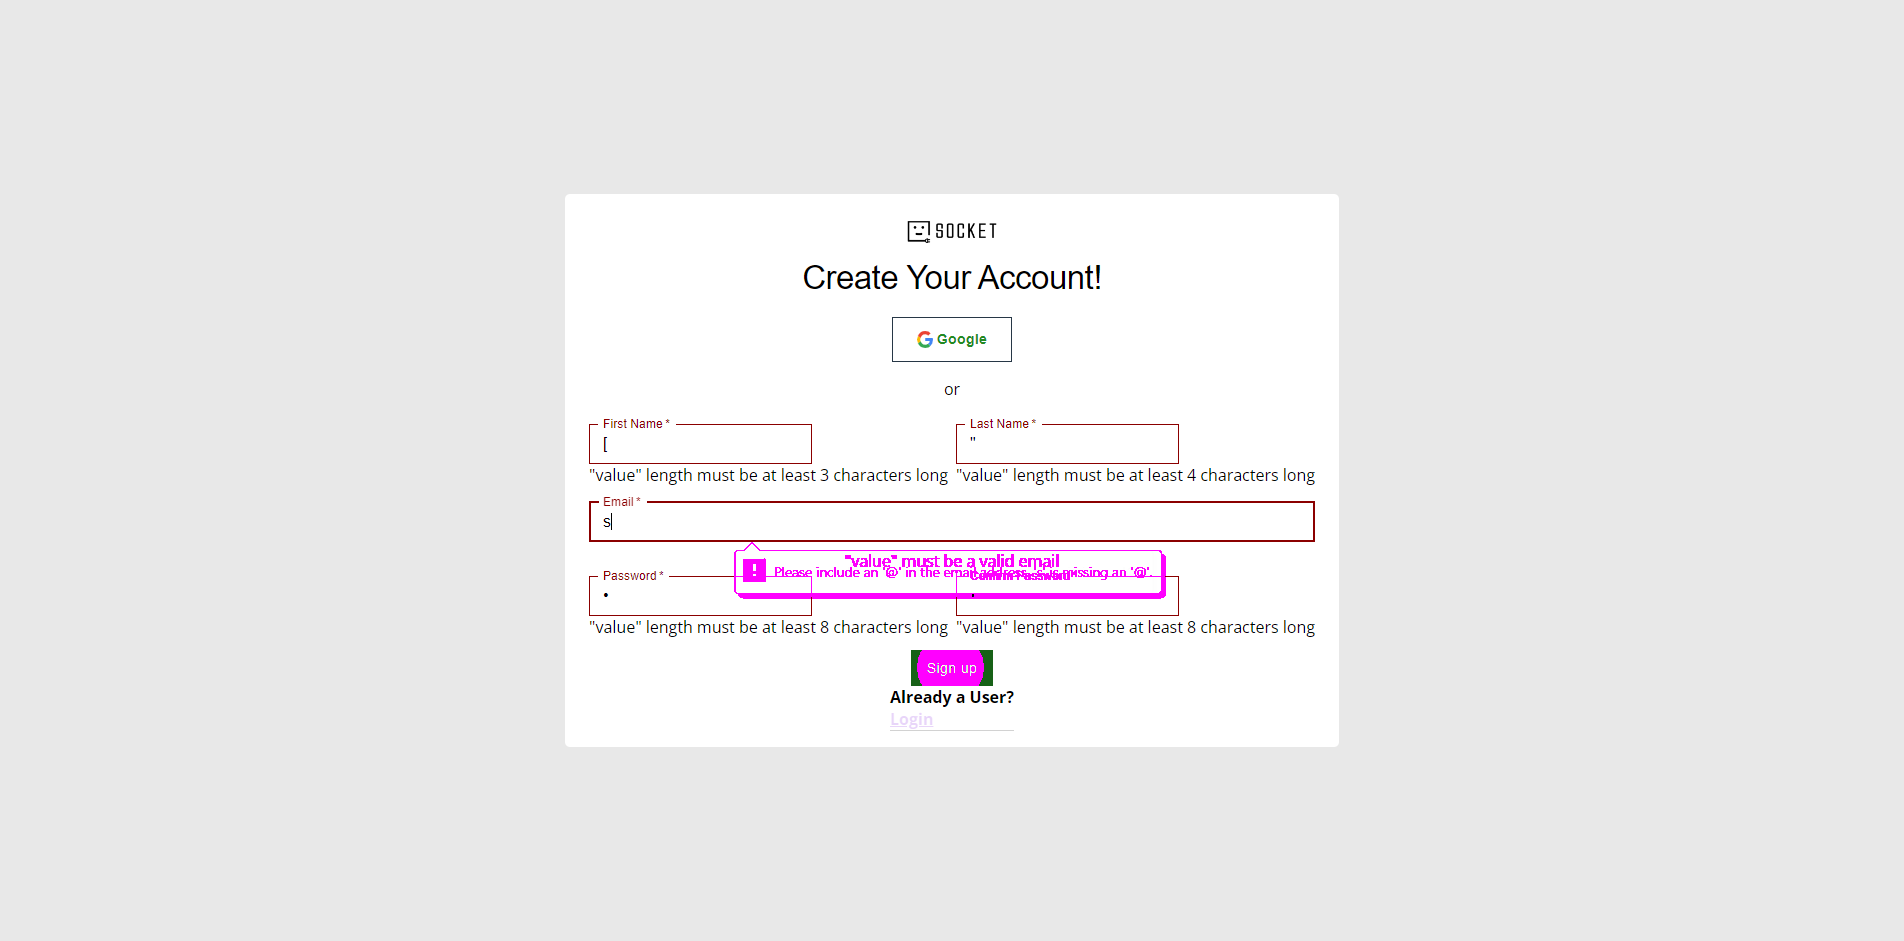 SOCKET
Create Your Account!
Google
or
First Name *
Last Name *
[
"
"value" length must be at least 3 characters long
"value" length must be at least 4 characters long
Email *
s
"value" must be a valid email
Please include an '@' in the email address. 's' is missing an '@'.
Password *
Confirm Password
"value" length must be at least 8 characters long
"value" length must be at least 8 characters long
Sign up
Already a User?
Login